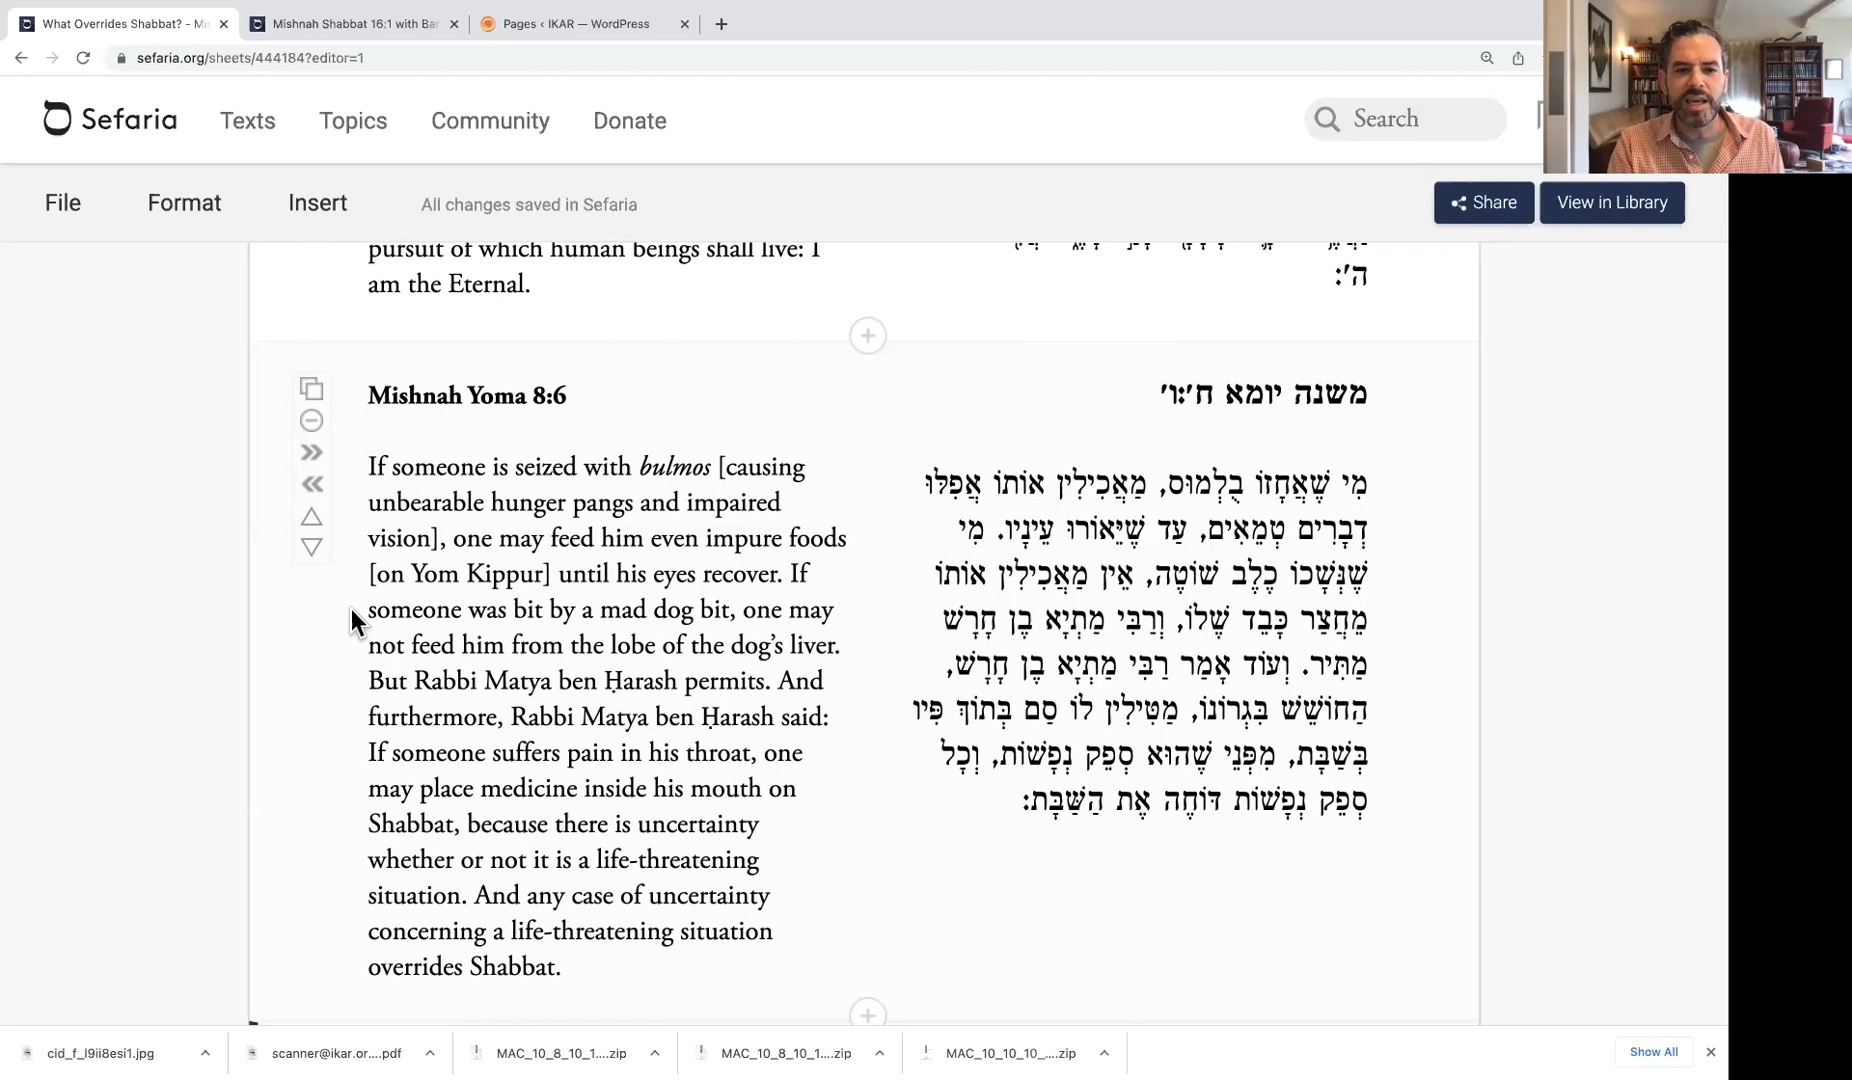 What Overrides Shabbat? - Mi
Mishnah Shabbat 16:1 with Bar
Pages ‹ IKAR — WordPress
sefaria.org/sheets/444184?editor=1
Sefaria
Texts
Topics
Community
Donate
Search
File
Format
Insert
All changes saved in Sefaria
Share
View in Library
pursuit of which human beings shall live: I
am the Eternal.
ה':
Mishnah Yoma 8:6
משנה יומא ח׳:ו׳
If someone is seized with bulmos [causing
unbearable hunger pangs and impaired
vision], one may feed him even impure foods
[on Yom Kippur] until his eyes recover. If
someone was bit by a mad dog bit, one may
not feed him from the lobe of the dog’s liver.
But Rabbi Matya ben Ḥarash permits. And
furthermore, Rabbi Matya ben Ḥarash said:
If someone suffers pain in his throat, one
may place medicine inside his mouth on
Shabbat, because there is uncertainty
whether or not it is a life-threatening
situation. And any case of uncertainty
concerning a life-threatening situation
overrides Shabbat.
מִי שֶׁאֲחָזוֹ בֻלְמוּס, מַאֲכִילִין אוֹתוֹ אֲפִלּוּ
דְבָרִים טְמֵאִים, עַד שֶׁיֵּאוֹרוּ עֵינָיו. מִי
שֶׁנְּשָׁכוֹ כֶלֶב שׁוֹטֶה, אֵין מַאֲכִילִין אוֹתוֹ
מֵחֲצַר כָּבֵד שֶׁלוֹ, וְרַבִּי מַתְיָא בֶן חָרָשׁ
מַתִּיר. וְעוֹד אָמַר רַבִּי מַתְיָא בֶן חָרָשׁ,
הַחוֹשֵׁשׁ בִּגְרוֹנוֹ, מַטִּילִין לוֹ סַם בְּתוֹךְ פִּיו
בְּשַׁבָּת, מִפְּנֵי שֶׁהוּא סְפֵק נְפָשׁוֹת, וְכָל
סְפֵק נְפָשׁוֹת דּוֹחֶה אֶת הַשַּׁבָּת:
cid_f_l9ii8esi1.jpg
scanner@ikar.or....pdf
MAC_10_8_10_1....zip
MAC_10_8_10_1....zip
MAC_10_10_10_....zip
Show All